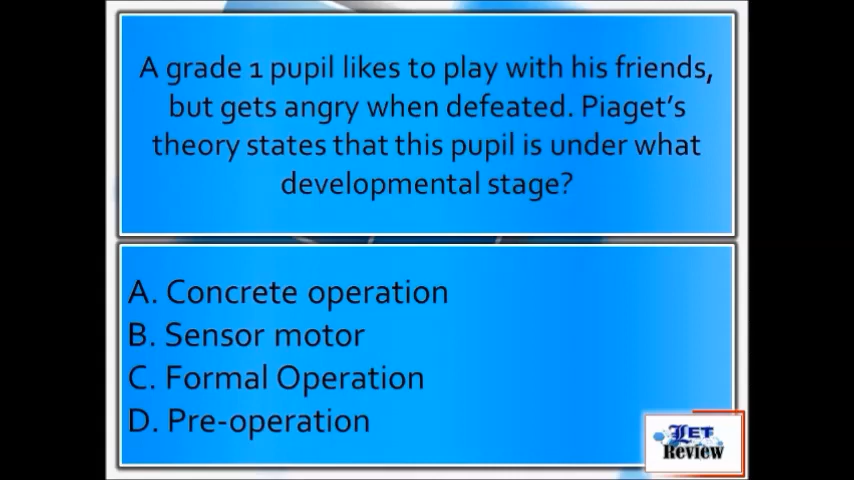 A grade 1 pupil likes to play with his friends,
but gets angry when defeated. Piaget's
theory states that this pupil is under what
developmental stage?
A. Concrete operation
B. Sensor motor
C. Formal Operation
D. Pre-operation
LET
Review